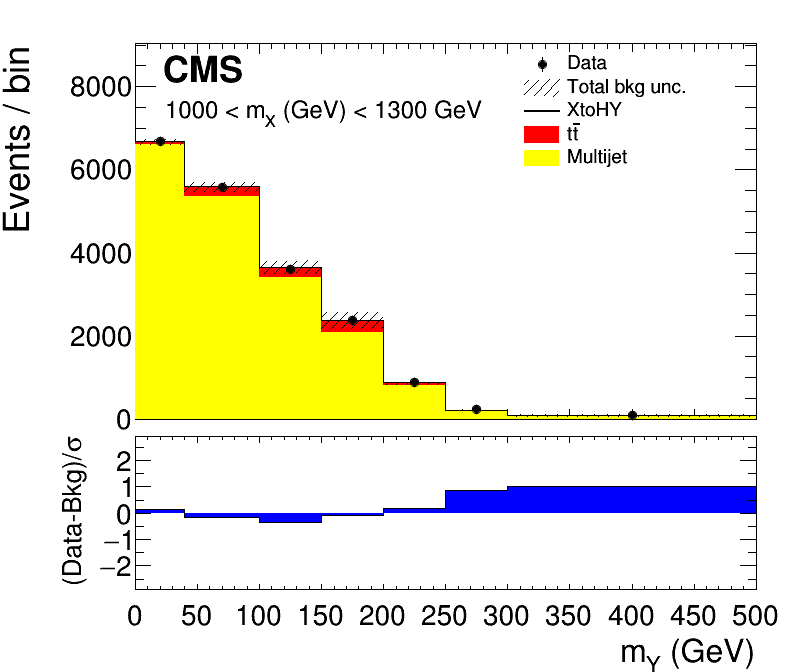 Events / bin
8000
6000
4000
2000
0
CMS
1000 < m_X (GeV) < 1300 GeV
Data
Total bkg unc.
XtoHY
tt̄
Multijet
(Data-Bkg)/σ
2
1
0
−1
−2
0 50 100 150 200 250 300 350 400 450 500
m_Y (GeV)